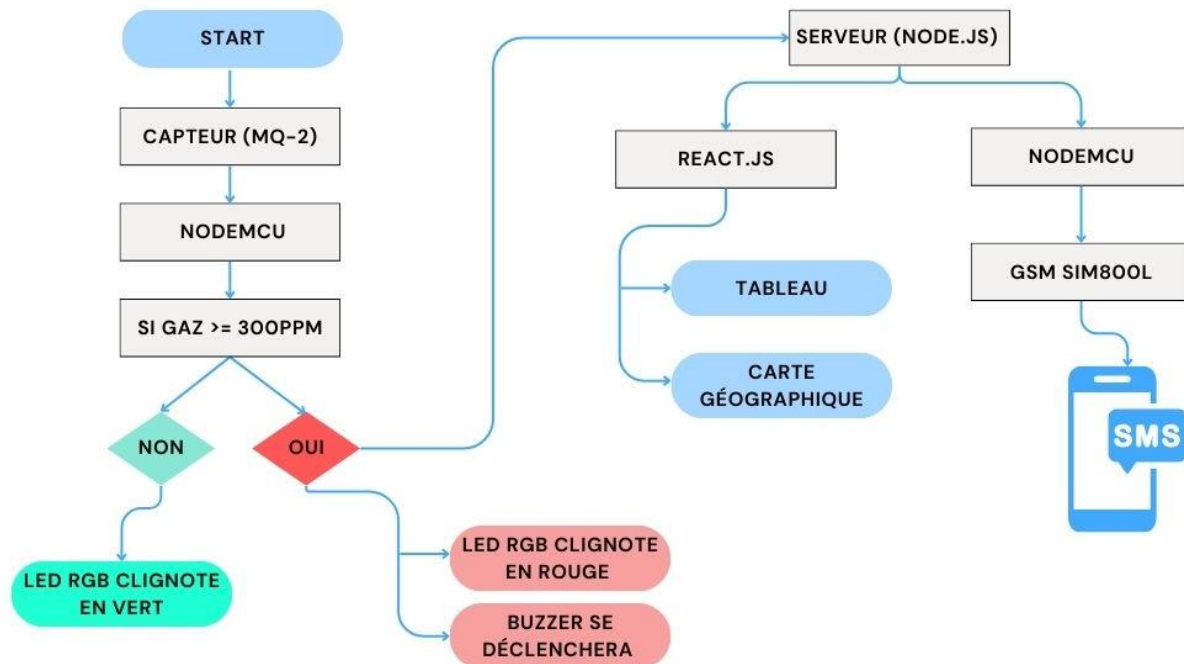 START
CAPTEUR (MQ-2)
NODEMCU
SI GAZ >= 300PPM
NON
OUI
LED RGB CLIGNOTE
EN VERT
LED RGB CLIGNOTE
EN ROUGE
BUZZER SE
DÉCLENCHERA
SERVEUR (NODE.JS)
REACT.JS
TABLEAU
CARTE
GÉOGRAPHIQUE
NODEMCU
GSM SIM800L
SMS